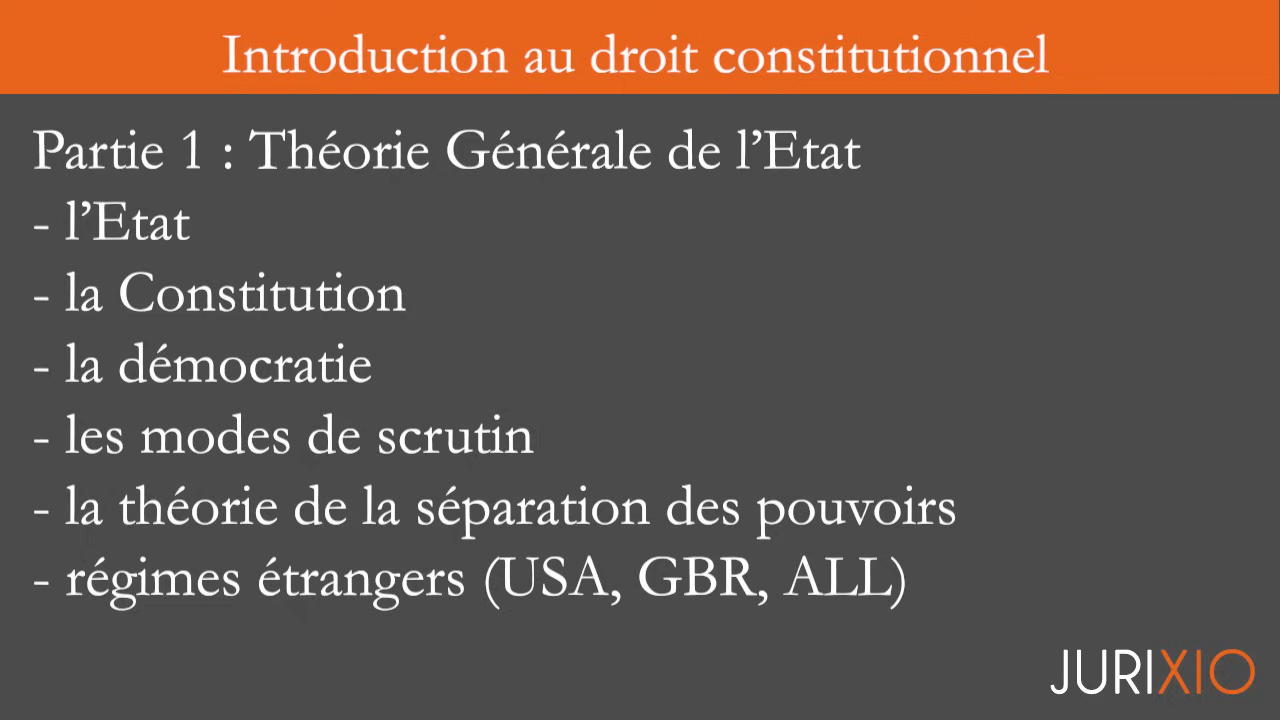 Introduction au droit constitutionnel
Partie 1 : Théorie Générale de l’Etat
- l’Etat
- la Constitution
- la démocratie
- les modes de scrutin
- la théorie de la séparation des pouvoirs
- régimes étrangers (USA, GBR, ALL)
JURIXIO